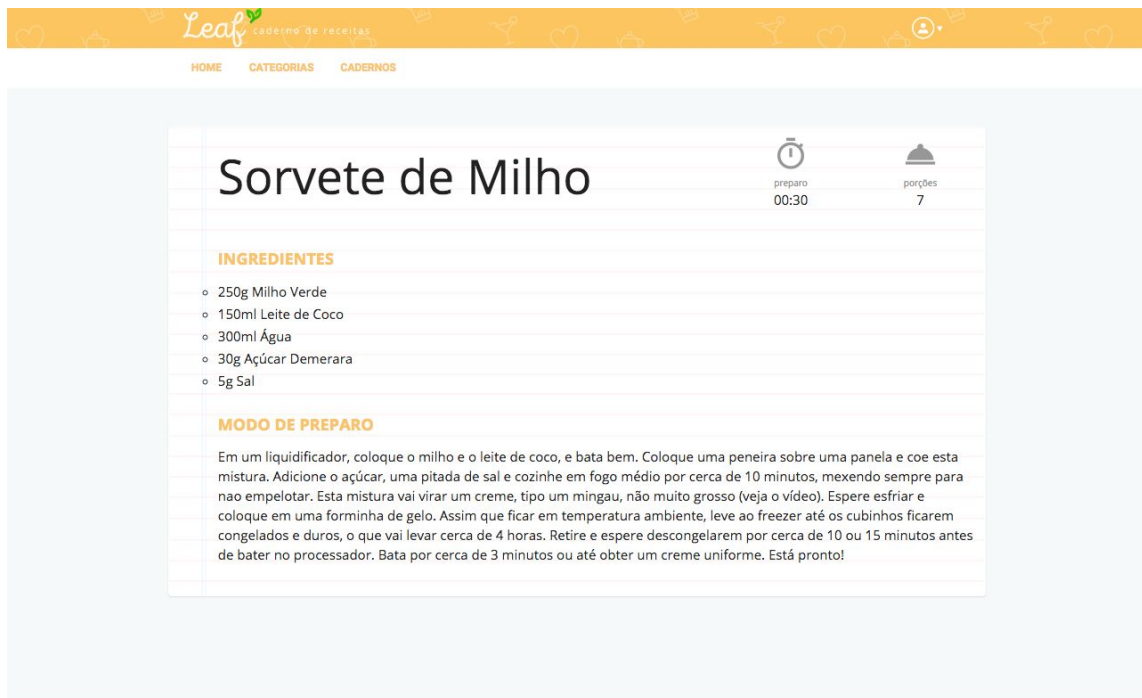 Leaf caderno de receitas
HOME CATEGORIAS CADERNOS
Sorvete de Milho
preparo
00:30
porções
7
INGREDIENTES
250g Milho Verde
150ml Leite de Coco
300ml Água
30g Açúcar Demerara
5g Sal
MODO DE PREPARO
Em um liquidificador, coloque o milho e o leite de coco, e bata bem. Coloque uma peneira sobre uma panela e coe esta
mistura. Adicione o açúcar, uma pitada de sal e cozinhe em fogo médio por cerca de 10 minutos, mexendo sempre para
nao empelotar. Esta mistura vai virar um creme, tipo um mingau, não muito grosso (veja o vídeo). Espere esfriar e
coloque em uma forminha de gelo. Assim que ficar em temperatura ambiente, leve ao freezer até os cubinhos ficarem
congelados e duros, o que vai levar cerca de 4 horas. Retire e espere descongelarem por cerca de 10 ou 15 minutos antes
de bater no processador. Bata por cerca de 3 minutos ou até obter um creme uniforme. Está pronto!